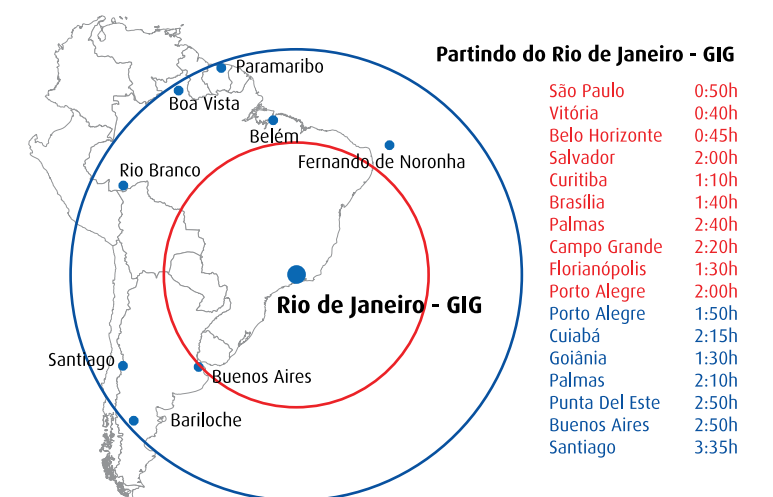 Partindo do Rio de Janeiro - GIG
Paramaribo
Boa Vista
Belém
Fernando de Noronha
Rio Branco
Rio de Janeiro - GIG
Santiago
Buenos Aires
Bariloche
São Paulo 0:50h
Vitória 0:40h
Belo Horizonte 0:45h
Salvador 2:00h
Curitiba 1:10h
Brasília 1:40h
Palmas 2:40h
Campo Grande 2:20h
Florianópolis 1:30h
Porto Alegre 2:00h
Porto Alegre 1:50h
Cuiabá 2:15h
Goiânia 1:30h
Palmas 2:10h
Punta Del Este 2:50h
Buenos Aires 2:50h
Santiago 3:35h